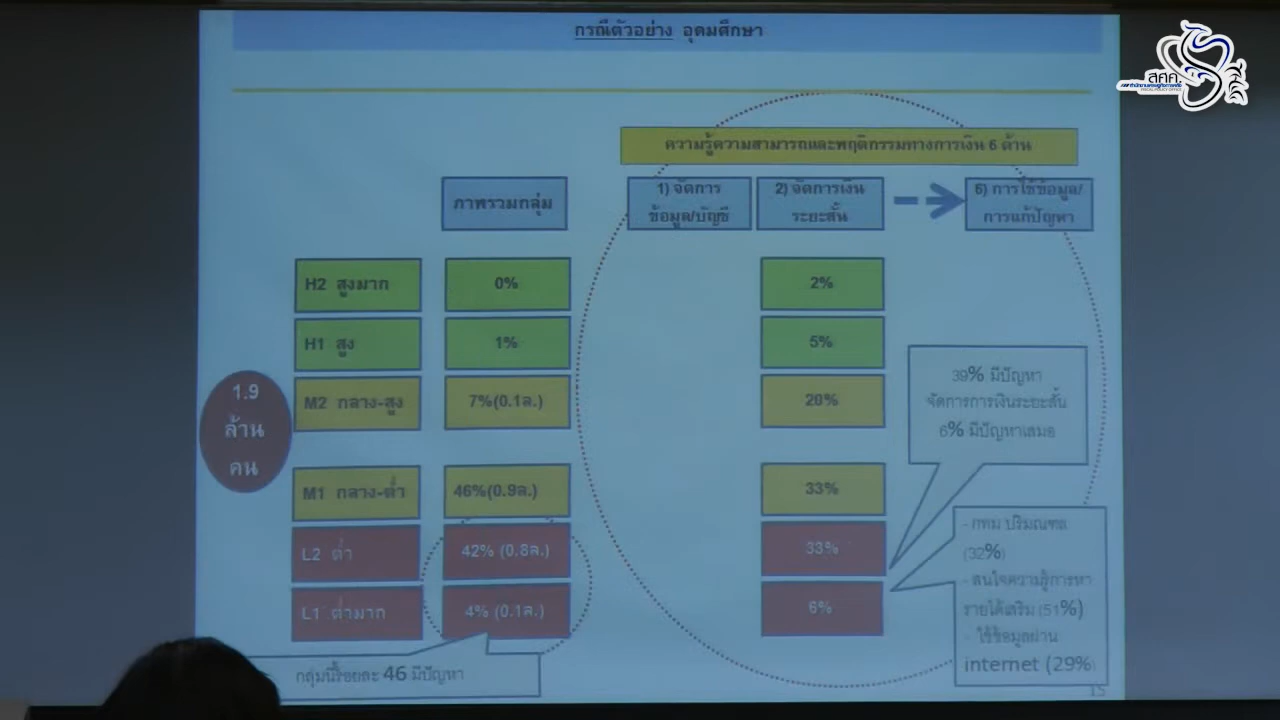 กรณีตัวอย่าง อุดมศึกษา
สศค.
ความรู้ความสามารถและพฤติกรรมทางการเงิน 6 ด้าน
ภาพรวมกลุ่ม
1) จัดการ
ข้อมูล/บัญชี
2) จัดการเงิน
ระยะสั้น
6) การใช้ข้อมูล/
การแก้ปัญหา
H2 สูงมาก
0%
2%
H1 สูง
1%
5%
1.9
ล้าน
คน
M2 กลาง-สูง
7%(0.1ล.)
20%
39% มีปัญหา
จัดการการเงินระยะสั้น
6% มีปัญหาเสมอ
M1 กลาง-ต่ำ
46%(0.9ล.)
33%
L2 ต่ำ
42% (0.8ล.)
33%
L1 ต่ำมาก
4% (0.1ล.)
6%
- กทม ปริมณฑล
(32%)
- สนใจความรู้การหา
รายได้เสริม (51%)
- ใช้ข้อมูลผ่าน
internet (29%)
กลุ่มนี้ร้อยละ 46 มีปัญหา
15